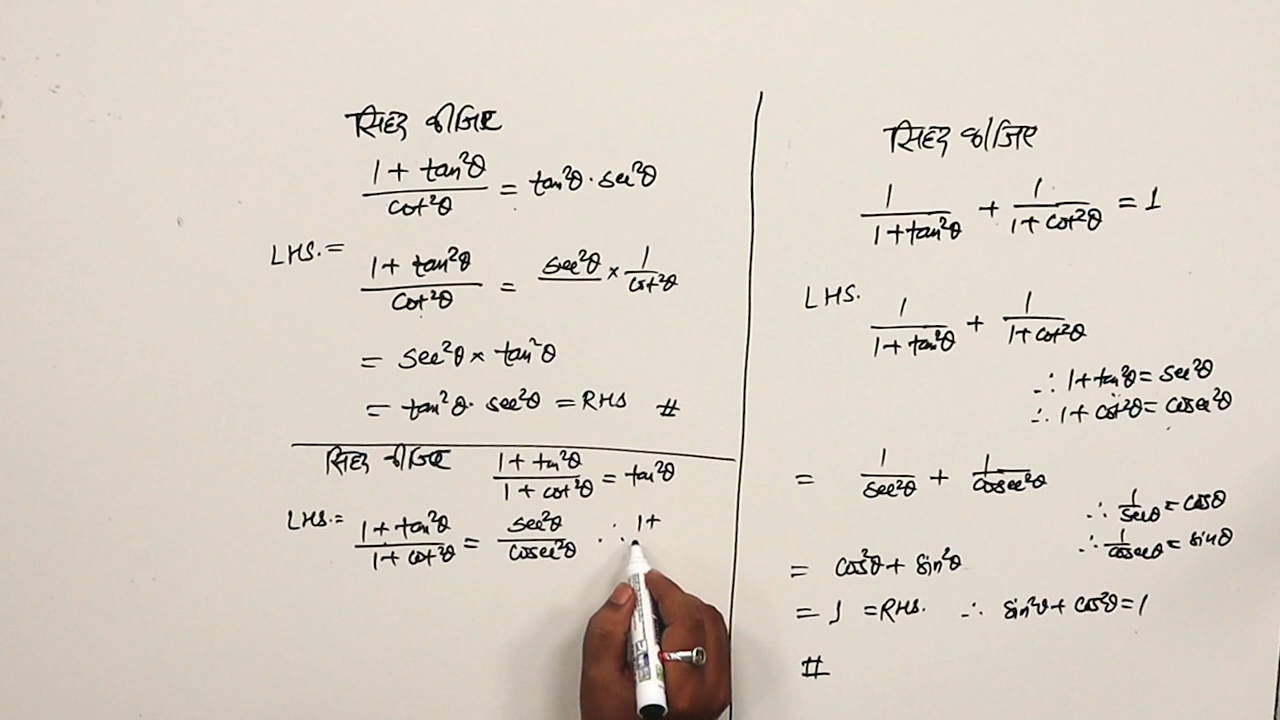 सिद्ध कीजिए
1 + tan²θ / cot²θ = tan²θ · sec²θ
LHS. = 1 + tan²θ / cot²θ = sec²θ × 1 / cot²θ
= sec²θ × tan²θ
= tan²θ · sec²θ = RHS #
सिद्ध कीजिए 1 + tan²θ / 1 + cot²θ = tan²θ
LHS. = 1 + tan²θ / 1 + cot²θ = sec²θ / cosec²θ ∵ 1+
सिद्ध कीजिए
1 / 1 + tan²θ + 1 / 1 + cot²θ = 1
LHS. 1 / 1 + tan²θ + 1 / 1 + cot²θ
∴ 1 + tan²θ = sec²θ
∴ 1 + cot²θ = cosec²θ
= 1 / sec²θ + 1 / cosec²θ
∴ 1 / secθ = cosθ
∴ 1 / cosecθ = sinθ
= cos²θ + sin²θ
= 1 = RHS. ∴ sin²θ + cos²θ = 1
#